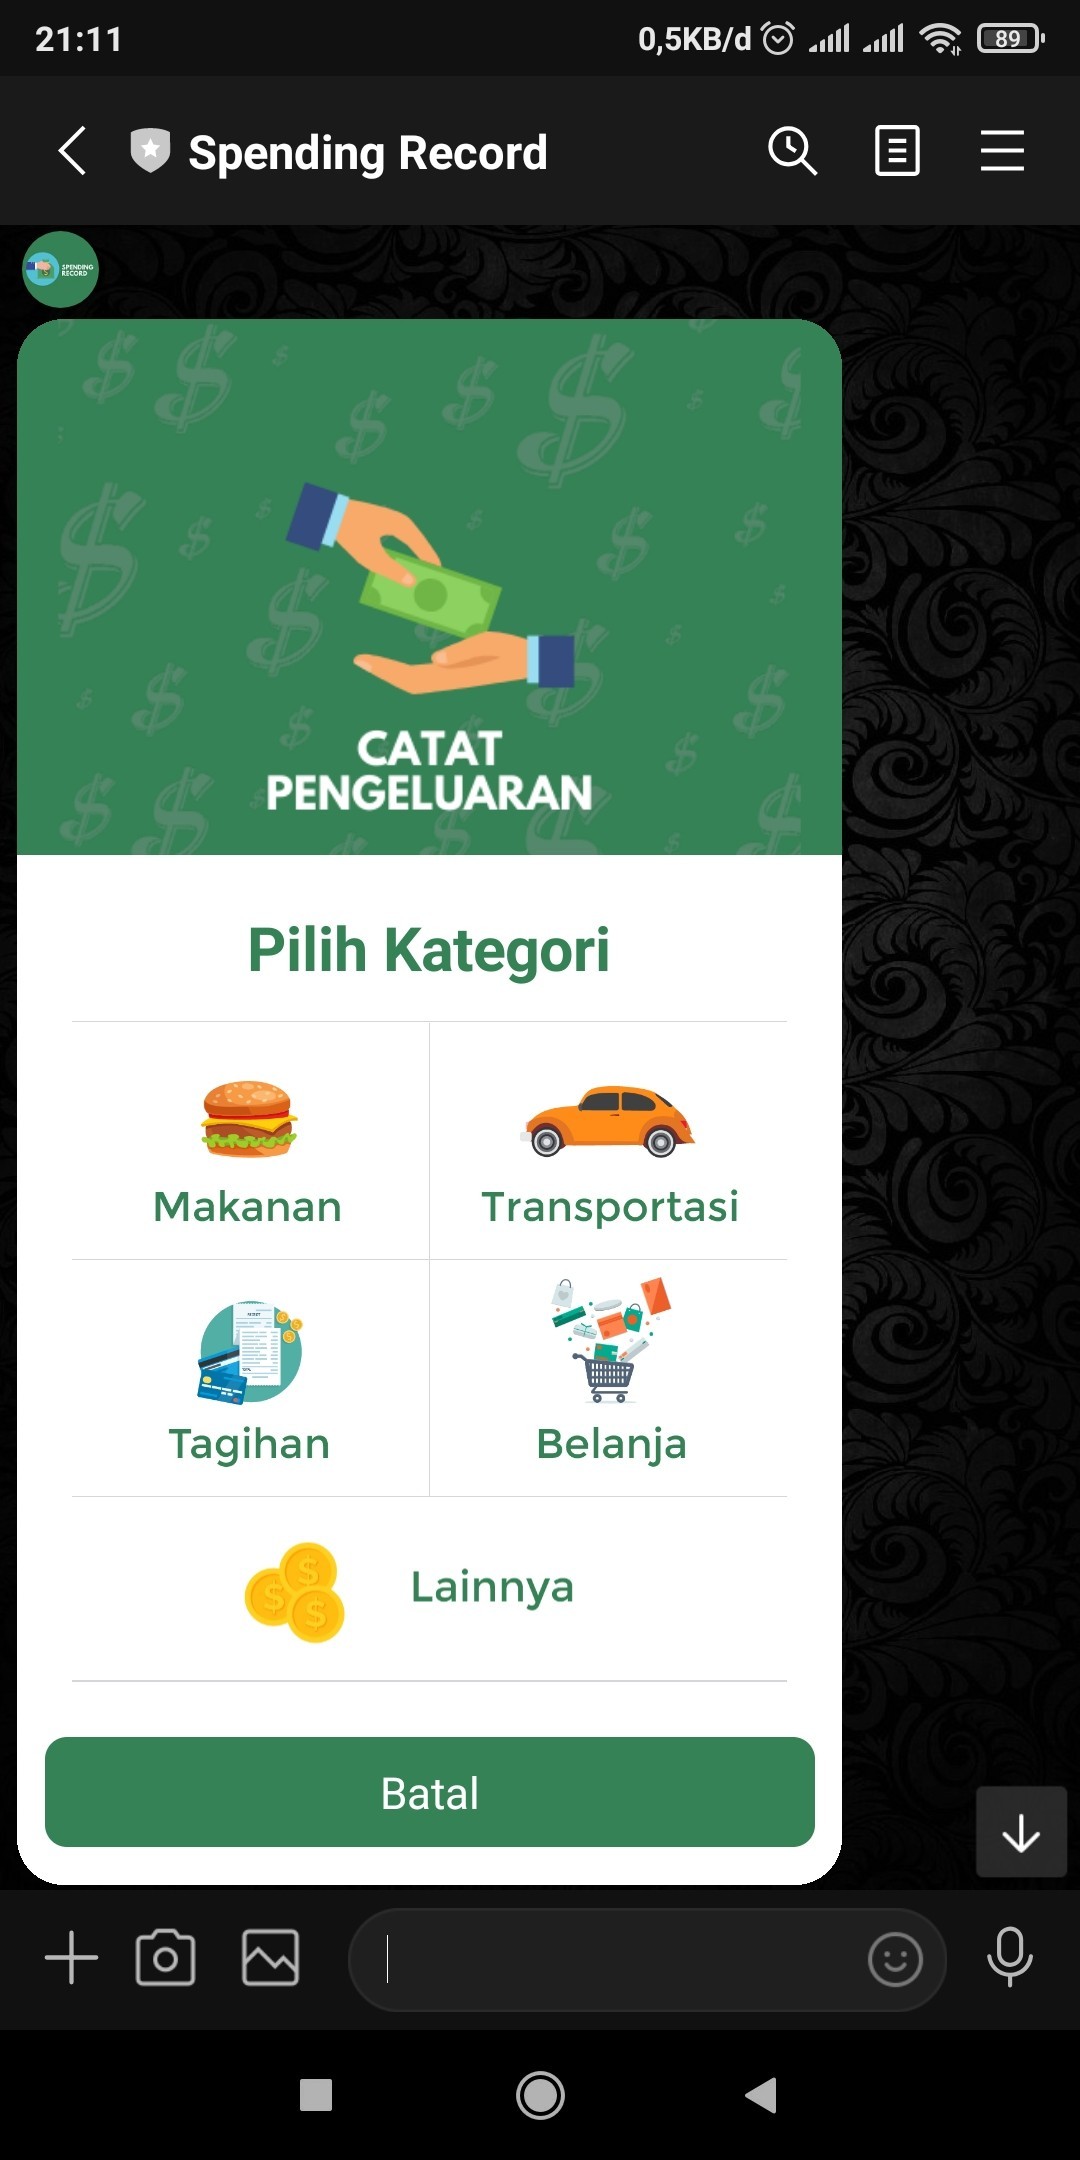 21:11
0,5KB/d
89
Spending Record
SPENDING
RECORD
CATAT
PENGELUARAN
Pilih Kategori
Makanan
Transportasi
Tagihan
Belanja
Lainnya
Batal